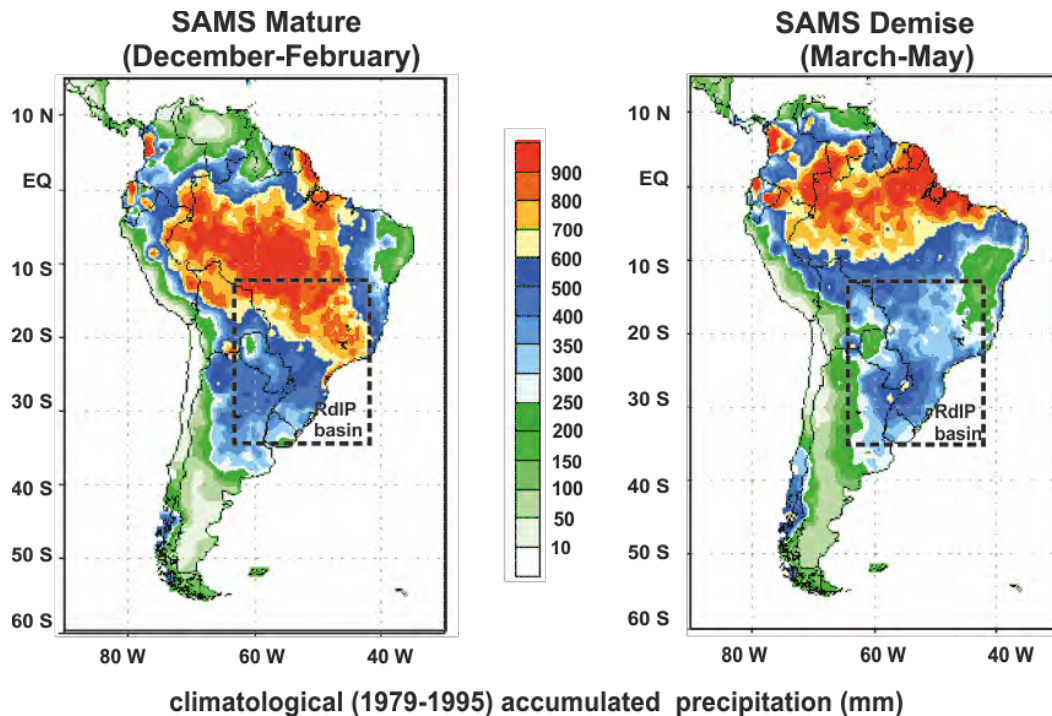 SAMS Mature
(December-February)
SAMS Demise
(March-May)
10 N
EQ
10 S
20 S
30 S
40 S
50 S
60 S
80 W
60 W
40 W
RdlP
basin
900
800
700
600
500
400
350
300
250
200
150
100
50
10
10 N
EQ
10 S
20 S
30 S
40 S
50 S
60 S
80 W
60 W
40 W
RdlP
basin
climatological (1979-1995) accumulated precipitation (mm)